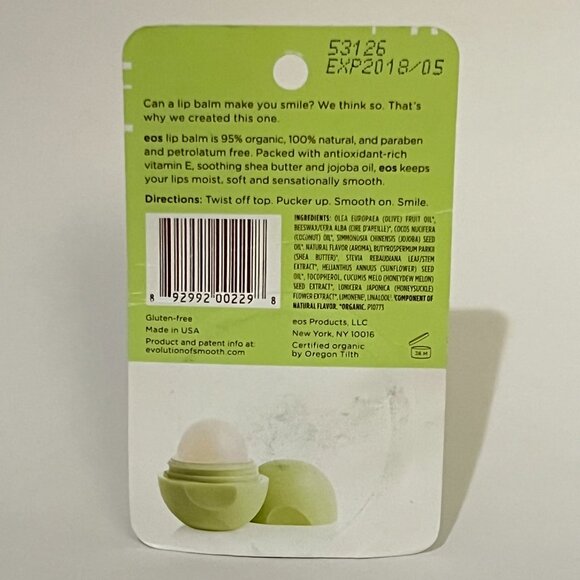 53126
EXP2018/05
Can a lip balm make you smile? We think so. That's
why we created this one.
eos lip balm is 95% organic, 100% natural, and paraben
and petrolatum free. Packed with antioxidant-rich
vitamin E, soothing shea butter and jojoba oil, eos keeps
your lips moist, soft and sensationally smooth.
Directions: Twist off top. Pucker up. Smooth on. Smile.
INGREDIENTS: OLEA EUROPAEA (OLIVE) FRUIT OIL*,
BEESWAX/CERA ALBA (CIRE D'ABEILLE)*, COCOS NUCIFERA
(COCONUT) OIL*, SIMMONDSIA CHINENSIS (JOJOBA) SEED
OIL*, NATURAL FLAVOR (AROMA), BUTYROSPERMUM PARKII
(SHEA BUTTER)*, STEVIA REBAUDIANA LEAF/STEM
EXTRACT*, HELIANTHUS ANNUUS (SUNFLOWER) SEED
OIL*, TOCOPHEROL, CUCUMIS MELO (HONEYDEW MELON)
SEED EXTRACT*, LONICERA JAPONICA (HONEYSUCKLE)
FLOWER EXTRACT*, LIMONENE, LINALOOL. COMPONENT OF
NATURAL FLAVOR. *ORGANIC. P10773
8 92992 00229 8
Gluten-free
Made in USA
Product and patent info at:
evolutionofsmooth.com
eos Products, LLC
New York, NY 10016
Certified organic
by Oregon Tilth